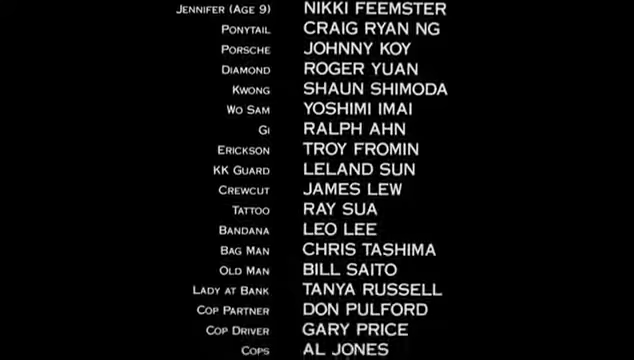 JENNIFER (AGE 9) NIKKI FEEMSTER
PONYTAIL CRAIG RYAN NG
PORSCHE JOHNNY KOY
DIAMOND ROGER YUAN
KWONG SHAUN SHIMODA
WO SAM YOSHIMI IMAI
GI RALPH AHN
ERICKSON TROY FROMIN
KK GUARD LELAND SUN
CREWCUT JAMES LEW
TATTOO RAY SUA
BANDANA LEO LEE
BAG MAN CHRIS TASHIMA
OLD MAN BILL SAITO
LADY AT BANK TANYA RUSSELL
COP PARTNER DON PULFORD
COP DRIVER GARY PRICE
COPS AL JONES